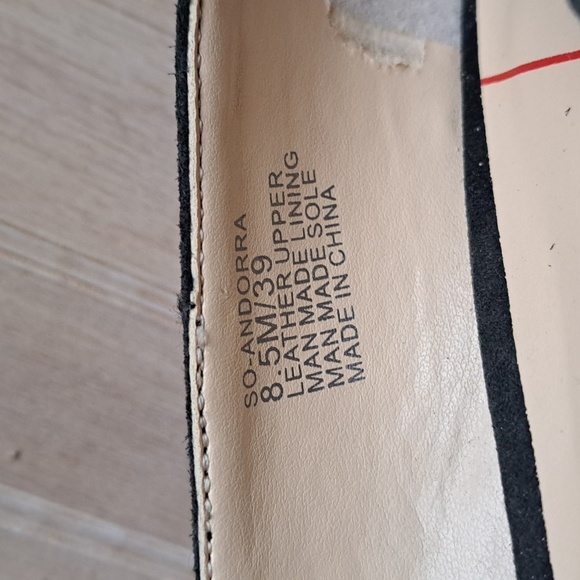 SO-ANDORRA
8.5M/39
LEATHER UPPER
MAN MADE LINING
MAN MADE SOLE
MADE IN CHINA